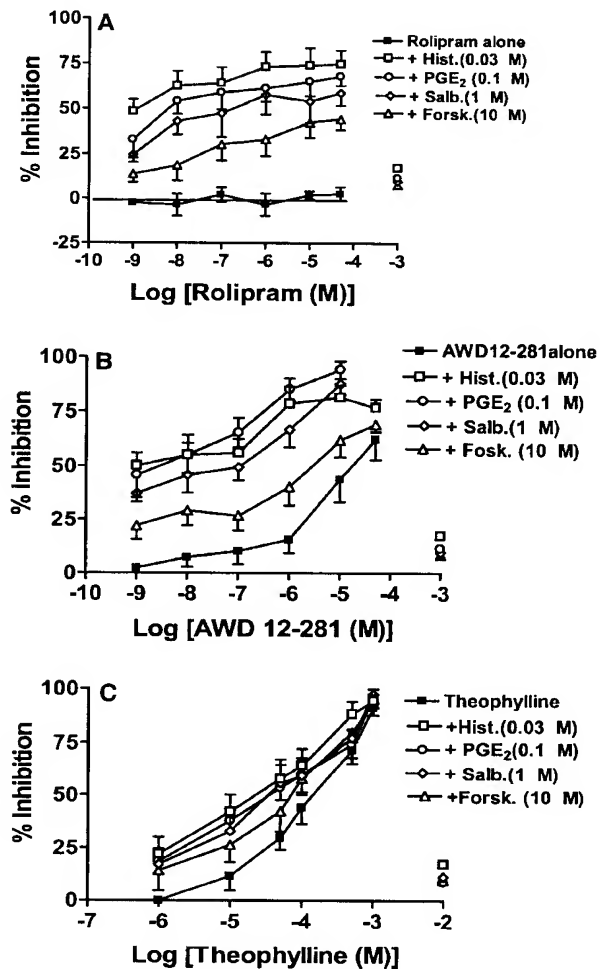 A
Rolipram alone
+ Hist.(0.03 M)
+ PGE₂ (0.1 M)
+ Salb.(1 M)
+ Forsk.(10 M)
% Inhibition
100
75
50
25
0
-25
-10 -9 -8 -7 -6 -5 -4 -3
Log [Rolipram (M)]
B
AWD12-281alone
+ Hist.(0.03 M)
+ PGE₂ (0.1 M)
+ Salb.(1 M)
+ Fosk. (10 M)
% Inhibition
100
75
50
25
0
-10 -9 -8 -7 -6 -5 -4 -3
Log [AWD 12-281 (M)]
C
Theophylline
+Hist.(0.03 M)
+ PGE₂(0.1 M)
+ Salb.(1 M)
+Forsk. (10 M)
% Inhibition
100
75
50
25
0
-7 -6 -5 -4 -3 -2
Log [Theophylline (M)]